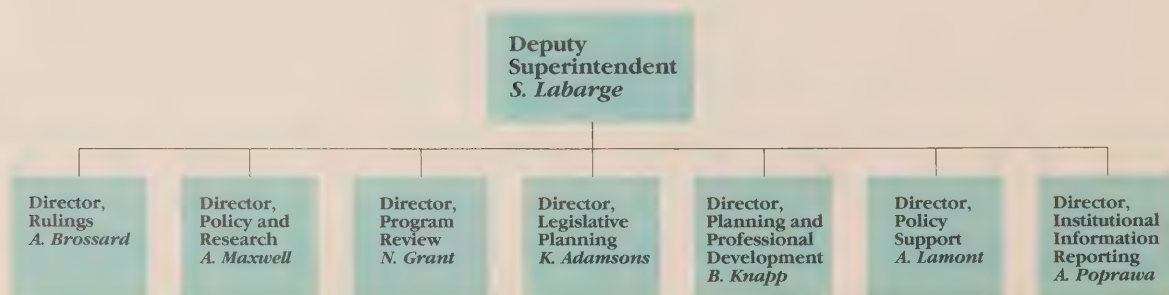 Deputy
Superintendent
S. Labarge
Director,
Rulings
A. Brossard
Director,
Policy and
Research
A. Maxwell
Director,
Program
Review
N. Grant
Director,
Legislative
Planning
K. Adamsons
Director,
Planning and
Professional
Development
B. Knapp
Director,
Policy
Support
A. Lamont
Director,
Institutional
Information
Reporting
A. Poprawa